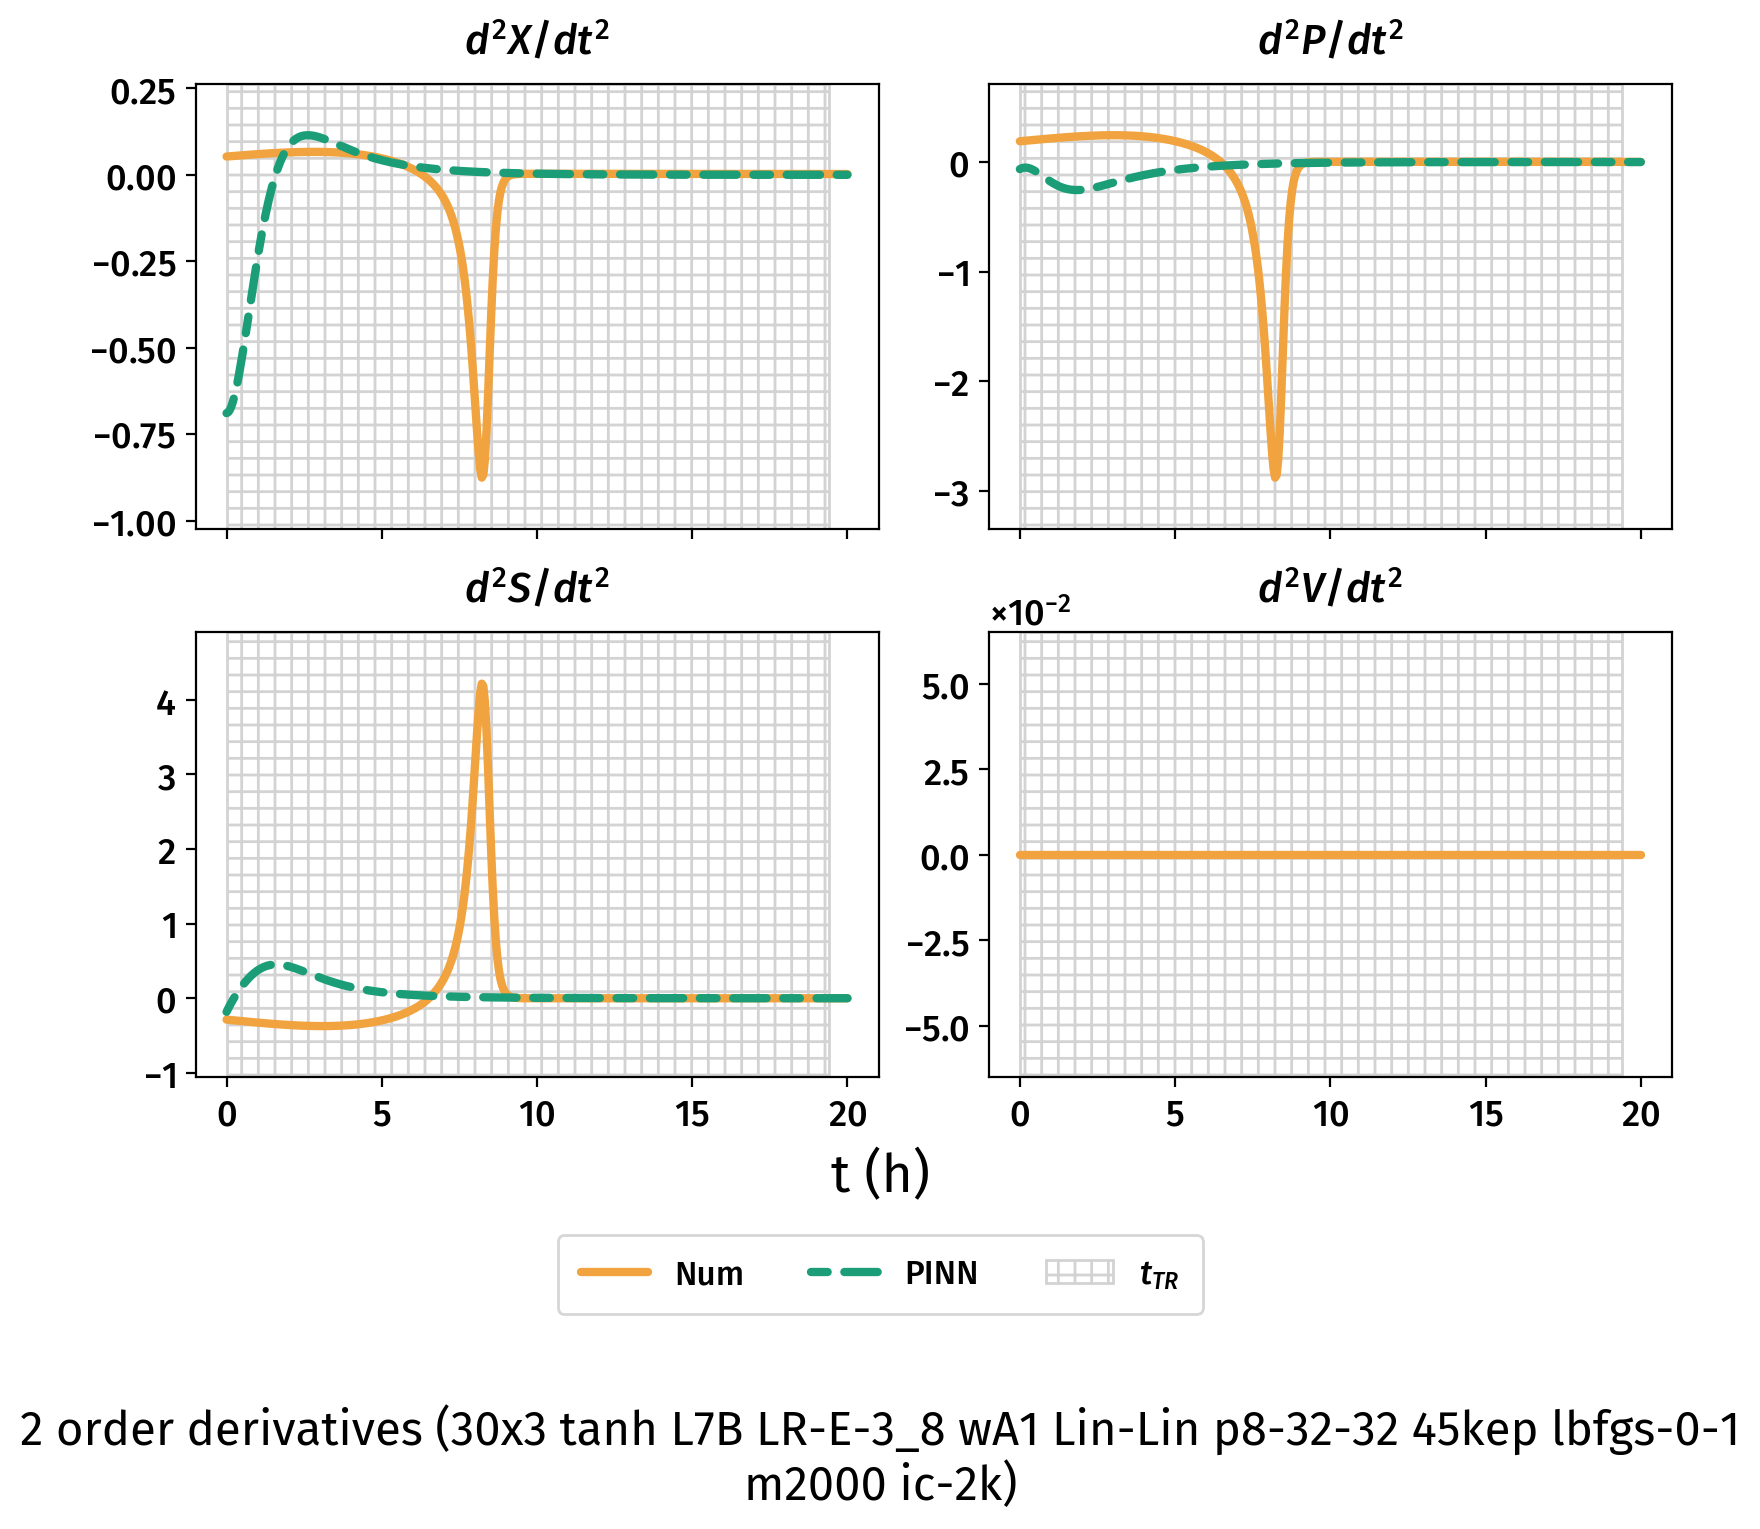 d²X/dt²
d²P/dt²
0.25
0.00
−0.25
−0.50
−0.75
−1.00
0
−1
−2
−3
d²S/dt²
d²V/dt²
×10⁻²
4
3
2
1
0
−1
5.0
2.5
0.0
−2.5
−5.0
0 5 10 15 20
0 5 10 15 20
t (h)
Num PINN t_TR
2 order derivatives (30x3 tanh L7B LR-E-3_8 wA1 Lin-Lin p8-32-32 45kep lbfgs-0-1
m2000 ic-2k)